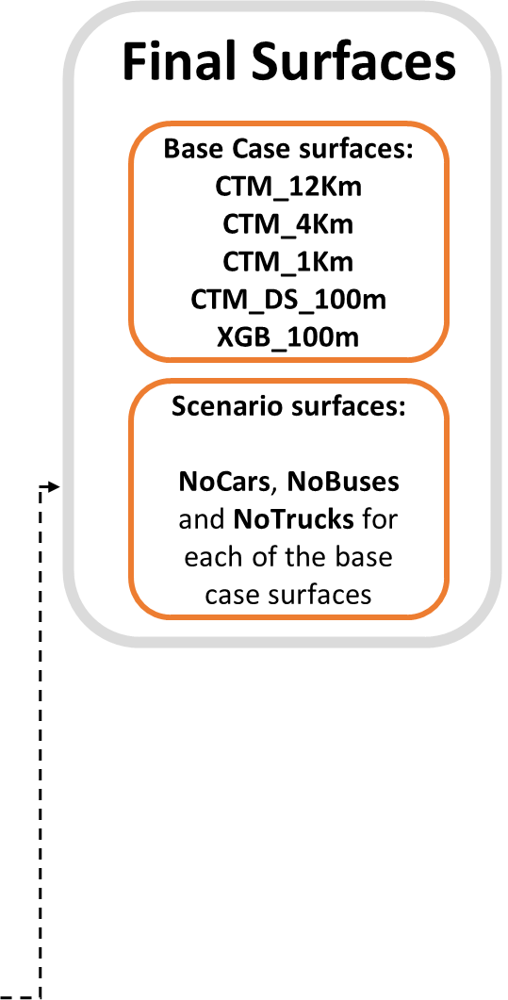 Final Surfaces
Base Case surfaces:
CTM_12Km
CTM_4Km
CTM_1Km
CTM_DS_100m
XGB_100m
Scenario surfaces:
NoCars, NoBuses
and NoTrucks for
each of the base
case surfaces